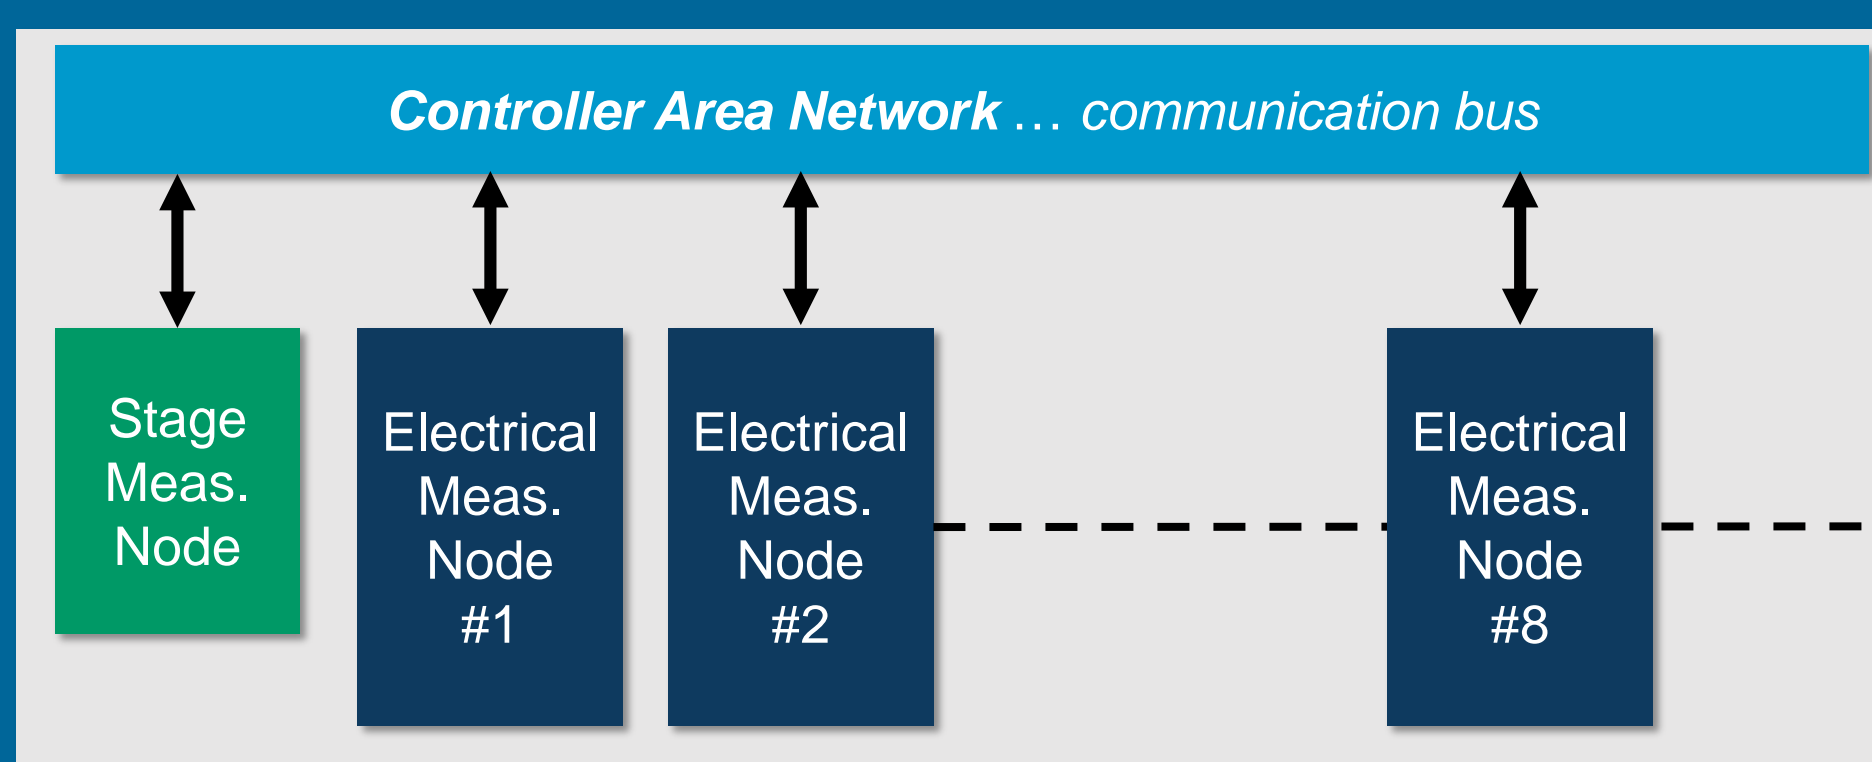 Controller Area Network … communication bus
Stage
Meas.
Node
Electrical
Meas.
Node
#1
Electrical
Meas.
Node
#2
Electrical
Meas.
Node
#8